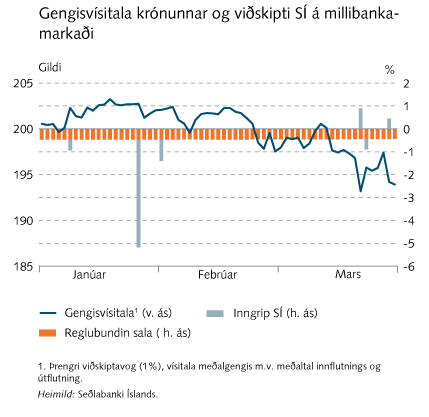 Gengisvísitala krónunnar og viðskipti SÍ á millibanka-
markaði
Gildi
%
205
200
195
190
185
2
1
0
-1
-2
-3
-4
-5
-6
Janúar
Febrúar
Mars
Gengisvísitala¹ (v. ás)
Inngrip SÍ (h. ás)
Reglubundin sala ( h. ás)
1. Þrengri viðskiptavog (1%), vísitala meðalgengis m.v. meðaltal innflutnings og
útflutning.
Heimild: Seðlabanki Íslands.